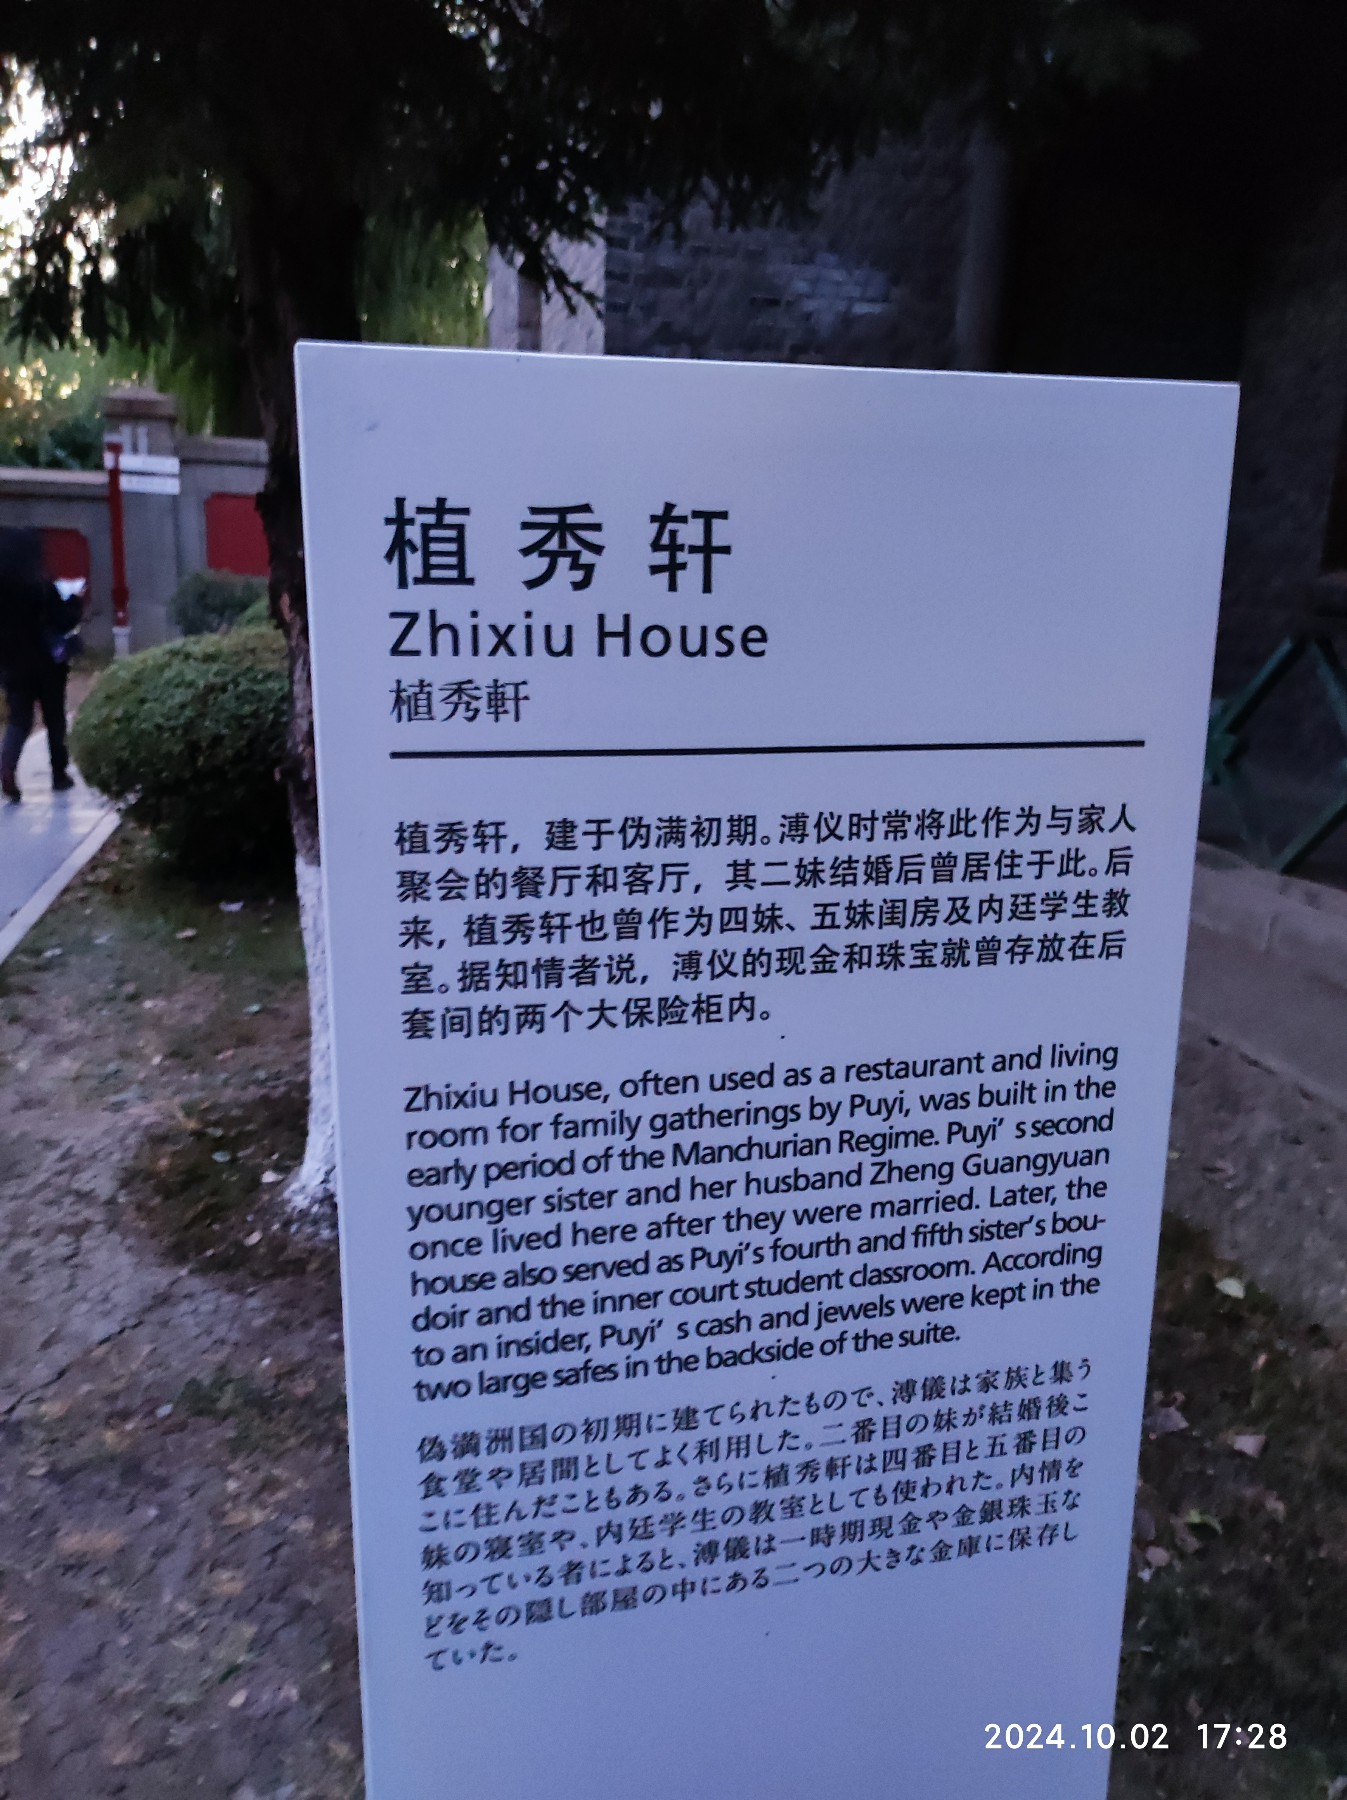 植秀轩
Zhixiu House
植秀軒
植秀轩，建于伪满初期。溥仪时常将此作为与家人
聚会的餐厅和客厅，其二妹结婚后曾居住于此。后
来，植秀轩也曾作为四妹、五妹闺房及内廷学生教
室。据知情者说，溥仪的现金和珠宝就曾存放在后
套间的两个大保险柜内。
Zhixiu House, often used as a restaurant and living
room for family gatherings by Puyi, was built in the
early period of the Manchurian Regime. Puyi’ s second
younger sister and her husband Zheng Guangyuan
once lived here after they were married. Later, the
house also served as Puyi’s fourth and fifth sister’s bou-
doir and the inner court student classroom. According
to an insider, Puyi’ s cash and jewels were kept in the
two large safes in the backside of the suite.
偽満洲国の初期に建てられたもので、溥儀は家族と集う
食堂や居間としてよく利用した。二番目の妹が結婚後こ
こに住んだこともある。さらに植秀軒は四番目と五番目の
妹の寝室や、内廷学生の教室としても使われた。内情を
知っている者によると、溥儀は一時期現金や金銀珠玉な
どをその隠し部屋の中にある二つの大きな金庫に保存し
ていた。
2024.10.02 17:28